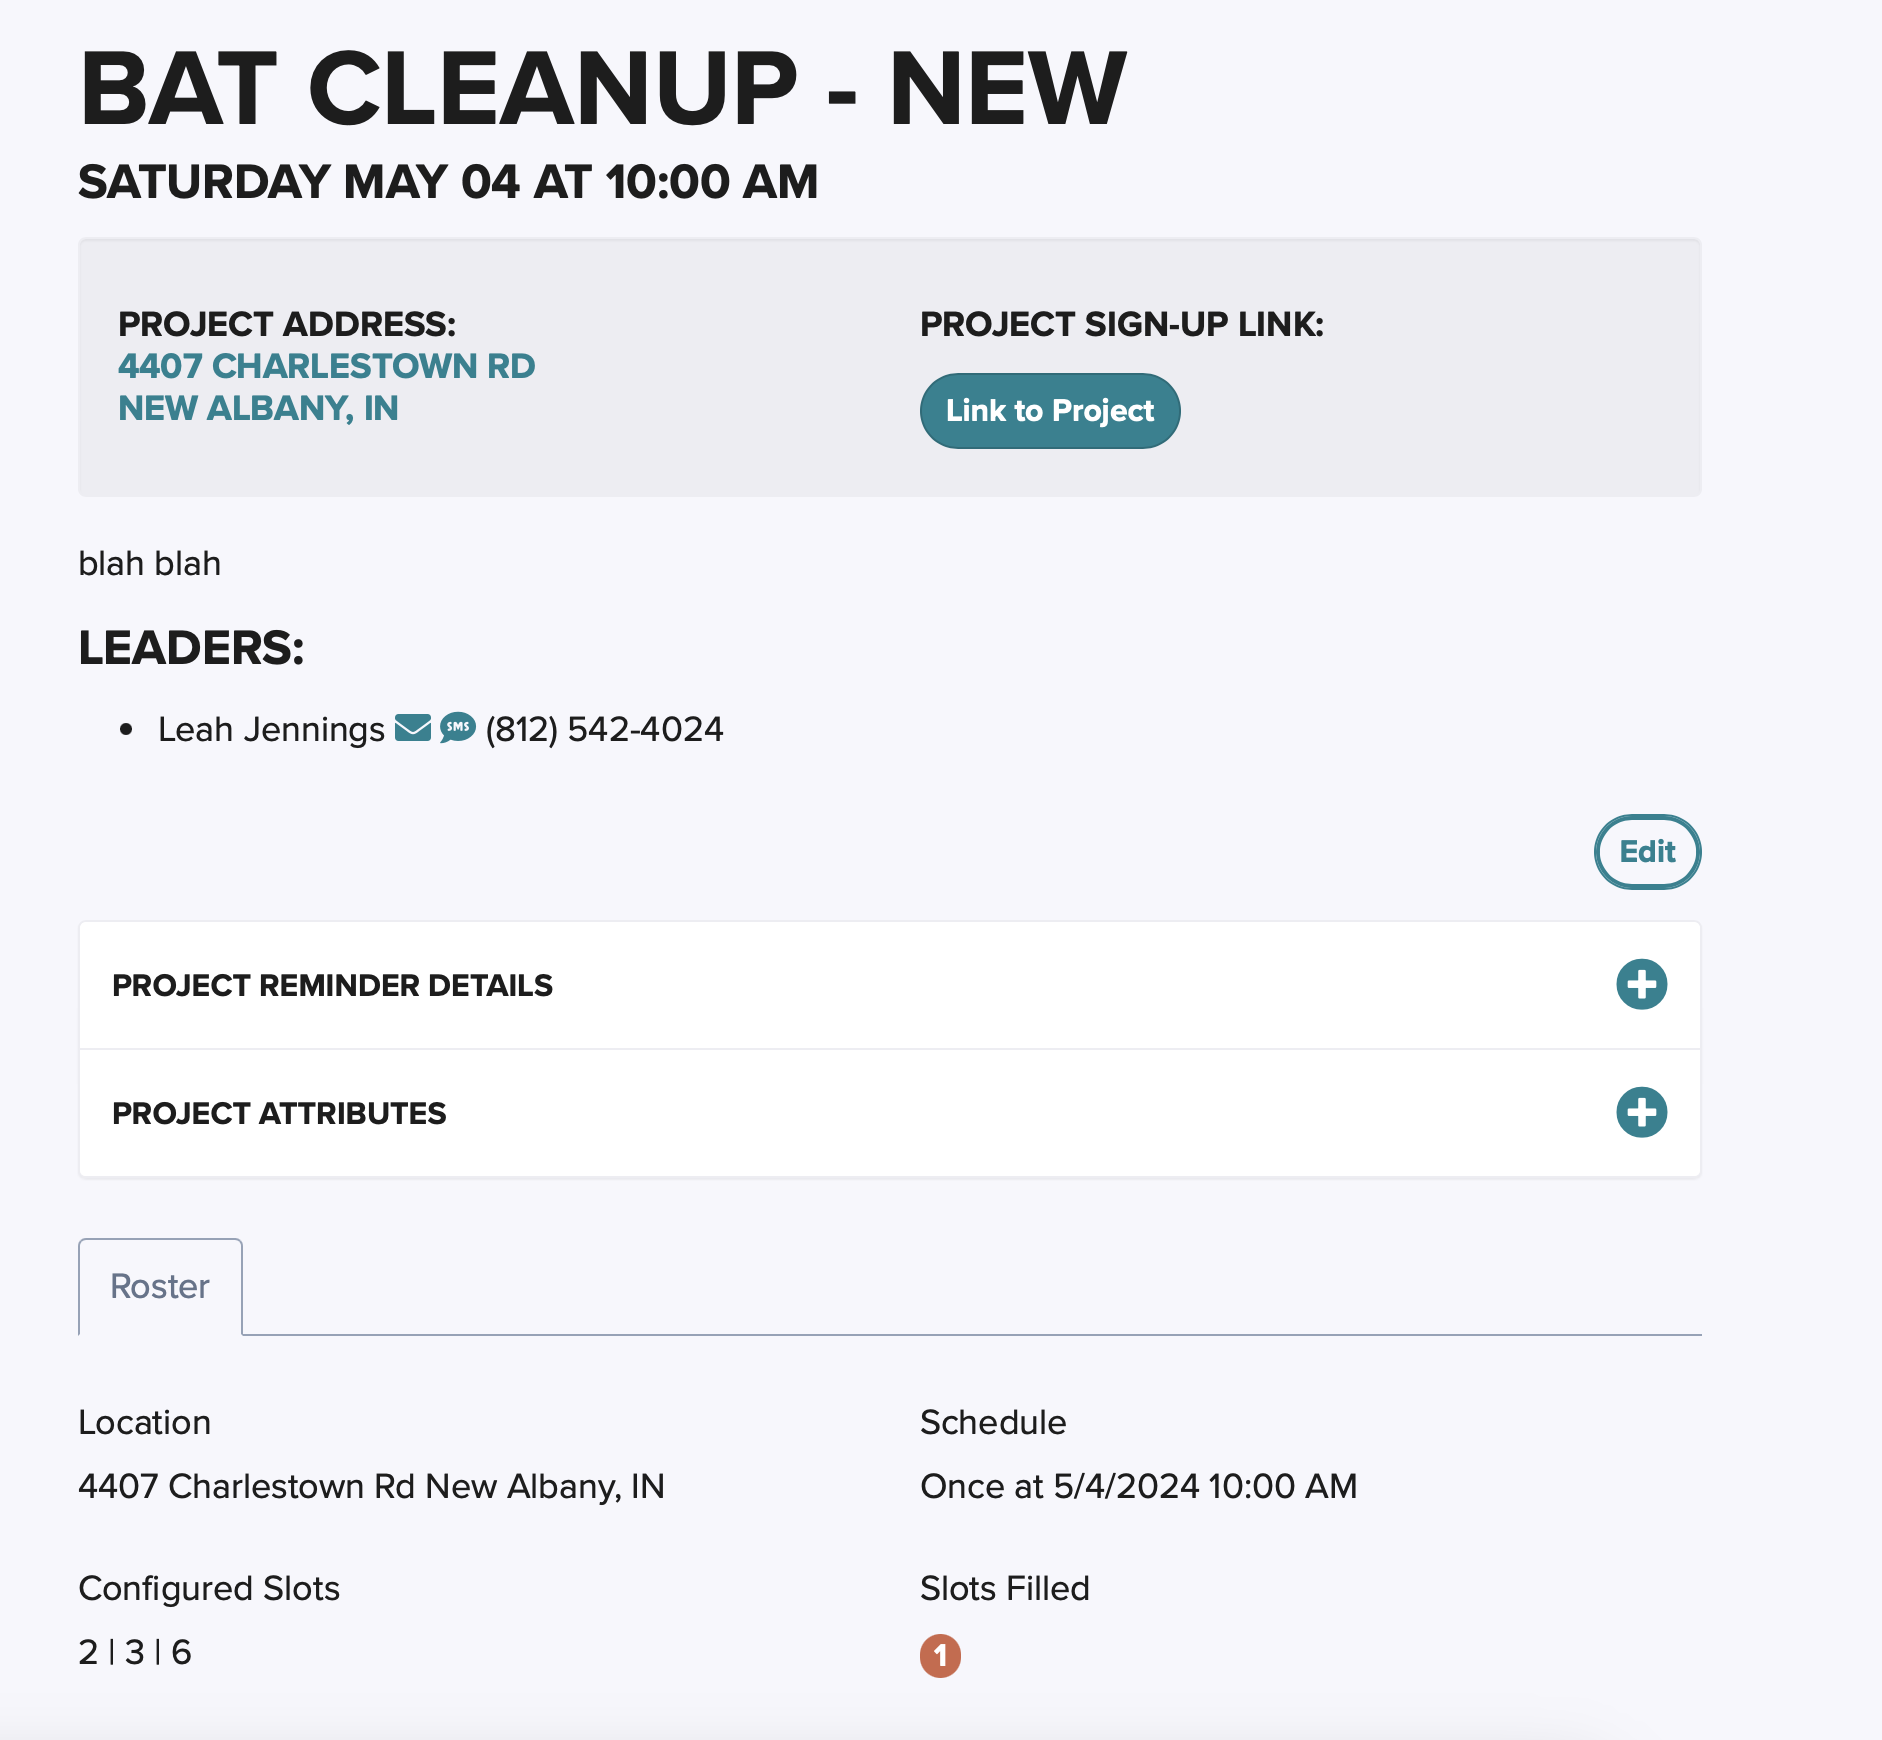 BAT CLEANUP - NEW
SATURDAY MAY 04 AT 10:00 AM
PROJECT ADDRESS:
4407 CHARLESTOWN RD
NEW ALBANY, IN
PROJECT SIGN-UP LINK:
Link to Project
blah blah
LEADERS:
• Leah Jennings SMS (812) 542-4024
Edit
PROJECT REMINDER DETAILS
PROJECT ATTRIBUTES
Roster
Location
4407 Charlestown Rd New Albany, IN
Schedule
Once at 5/4/2024 10:00 AM
Configured Slots
2 | 3 | 6
Slots Filled
1